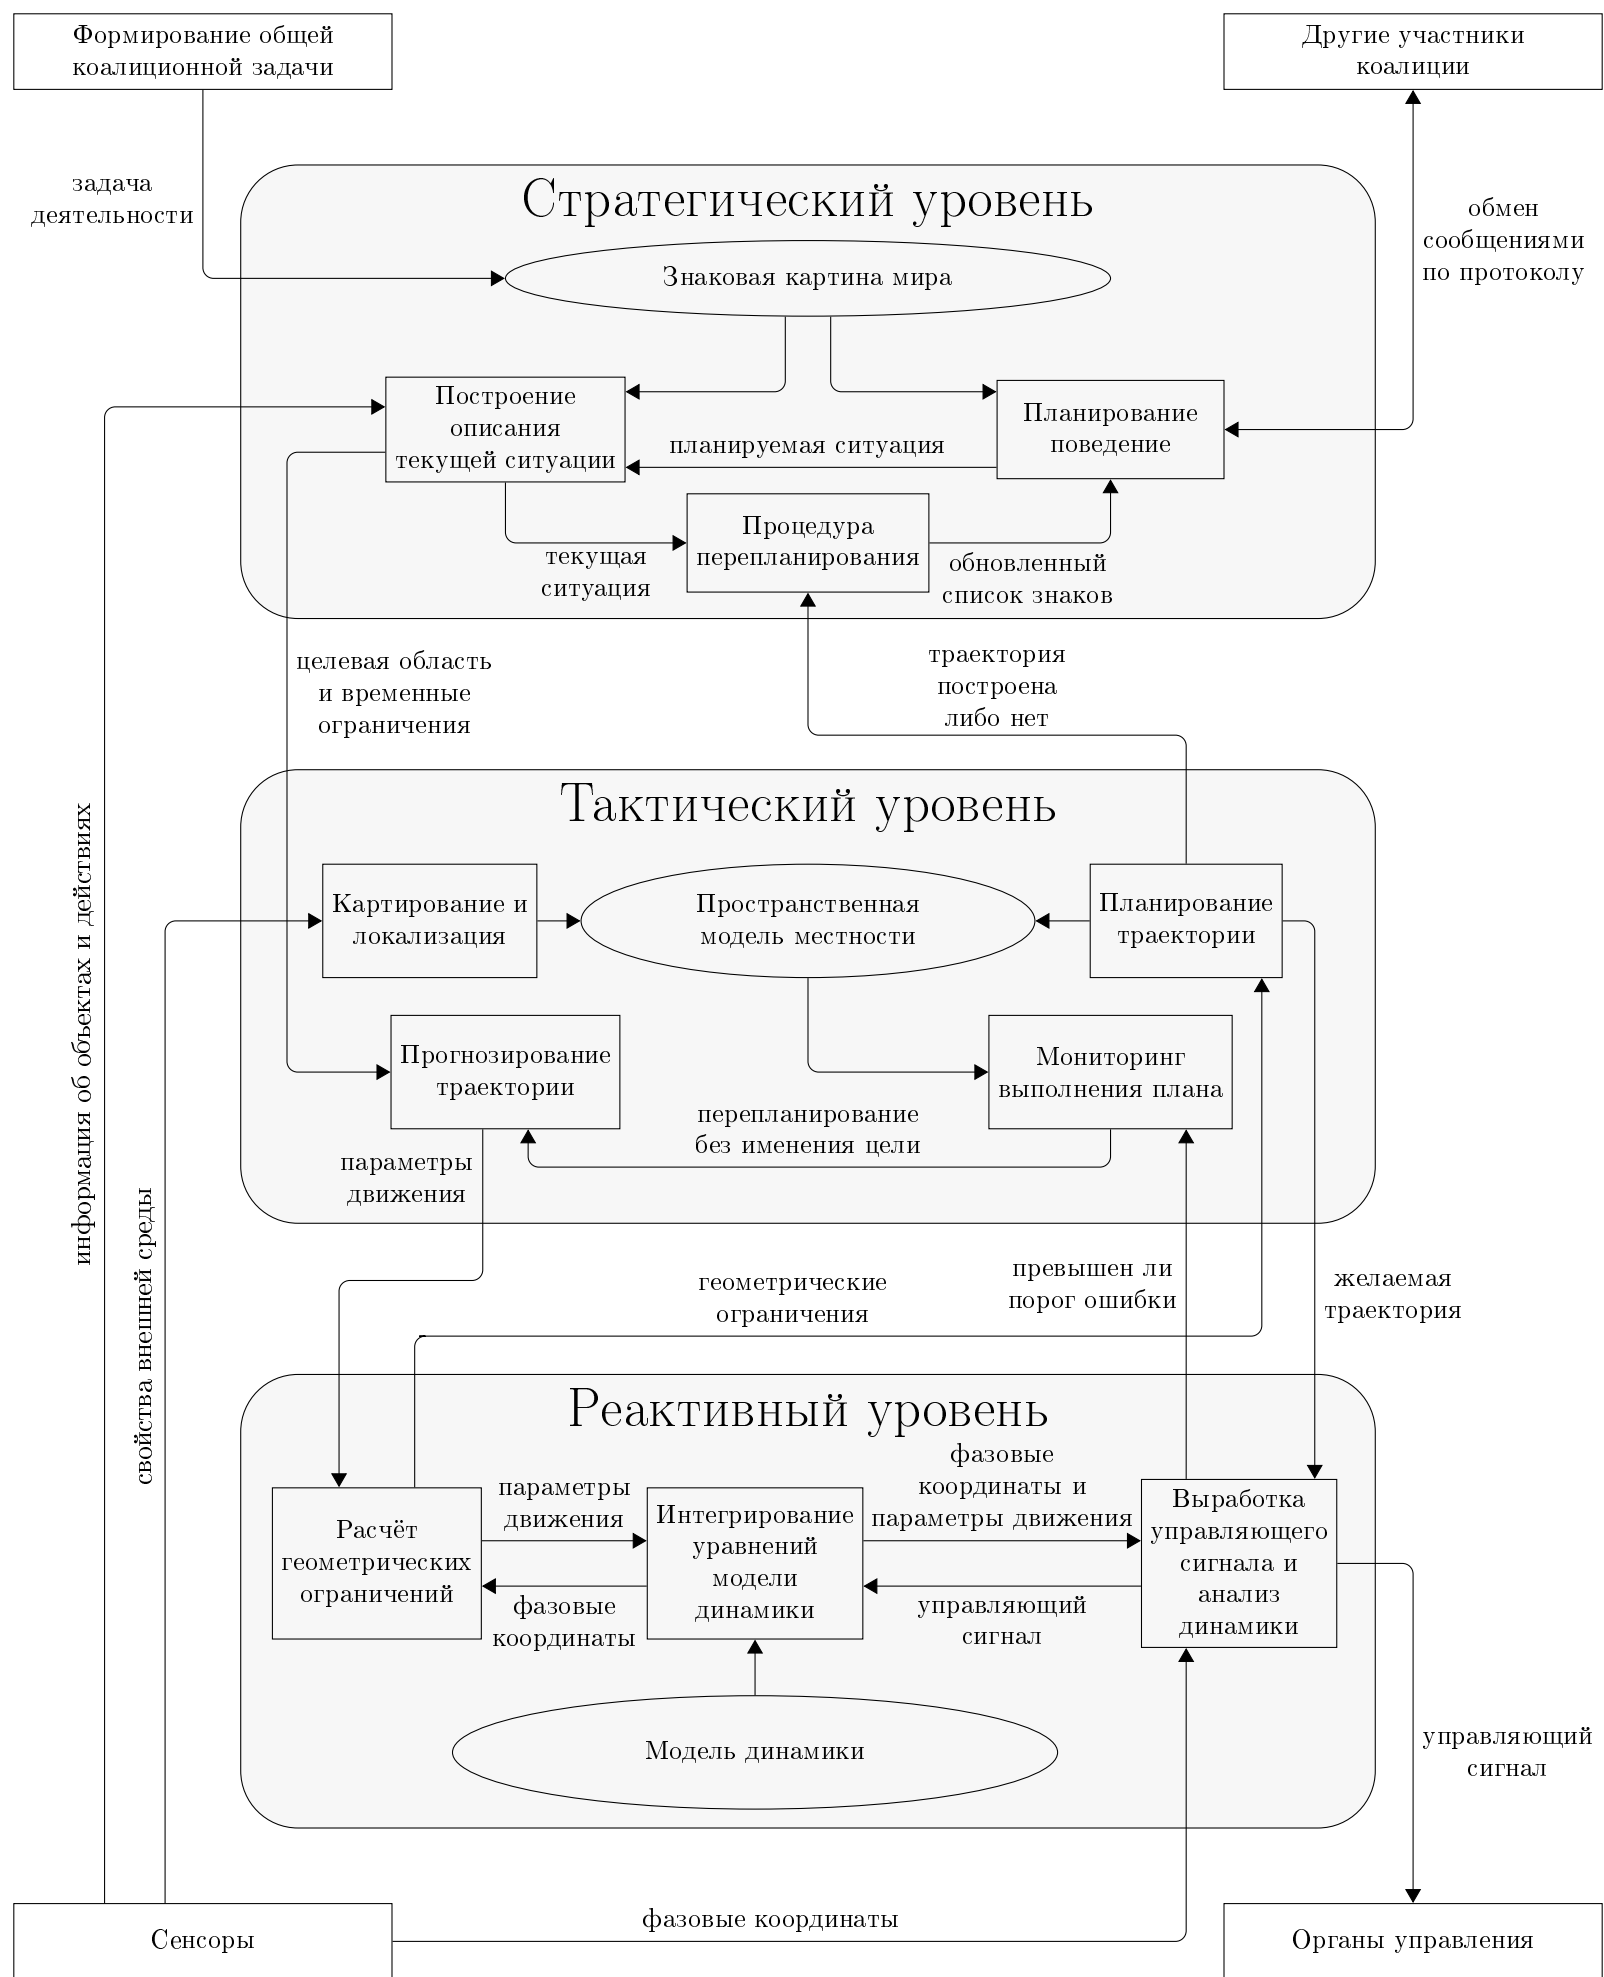 Формирование общей
коалиционной задачи
Другие участники
коалиции
задача
деятельности
обмен
сообщениями
по протоколу
Стратегический уровень
Знаковая картина мира
Построение
описания
текущей ситуации
Планирование
поведение
планируемая ситуация
Процедура
перепланирования
текущая
ситуация
обновленный
список знаков
целевая область
и временные
ограничения
траектория
построена
либо нет
информация об объектах и действиях
свойства внешней среды
Тактический уровень
Картирование и
локализация
Пространственная
модель местности
Планирование
траектории
Прогнозирование
траектории
Мониторинг
выполнения плана
перепланирование
без именения цели
параметры
движения
геометрические
ограничения
превышен ли
порог ошибки
желаемая
траектория
Реактивный уровень
Расчёт
геометрических
ограничений
параметры
движения
фазовые
координаты
Интегрирование
уравнений
модели
динамики
фазовые
координаты и
параметры движения
управляющий
сигнал
Выработка
управляющего
сигнала и
анализ
динамики
Модель динамики
управляющий
сигнал
Сенсоры
фазовые координаты
Органы управления